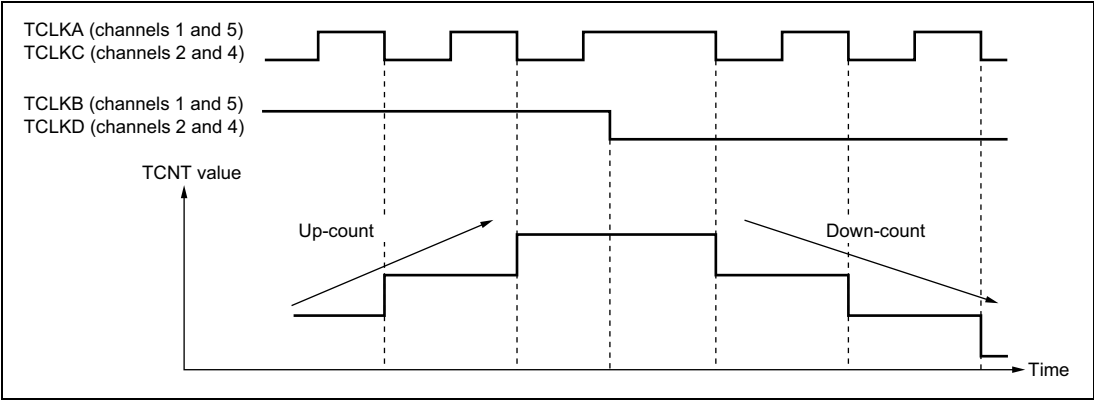 TCLKA (channels 1 and 5)
TCLKC (channels 2 and 4)
TCLKB (channels 1 and 5)
TCLKD (channels 2 and 4)
TCNT value
Up-count
Down-count
Time